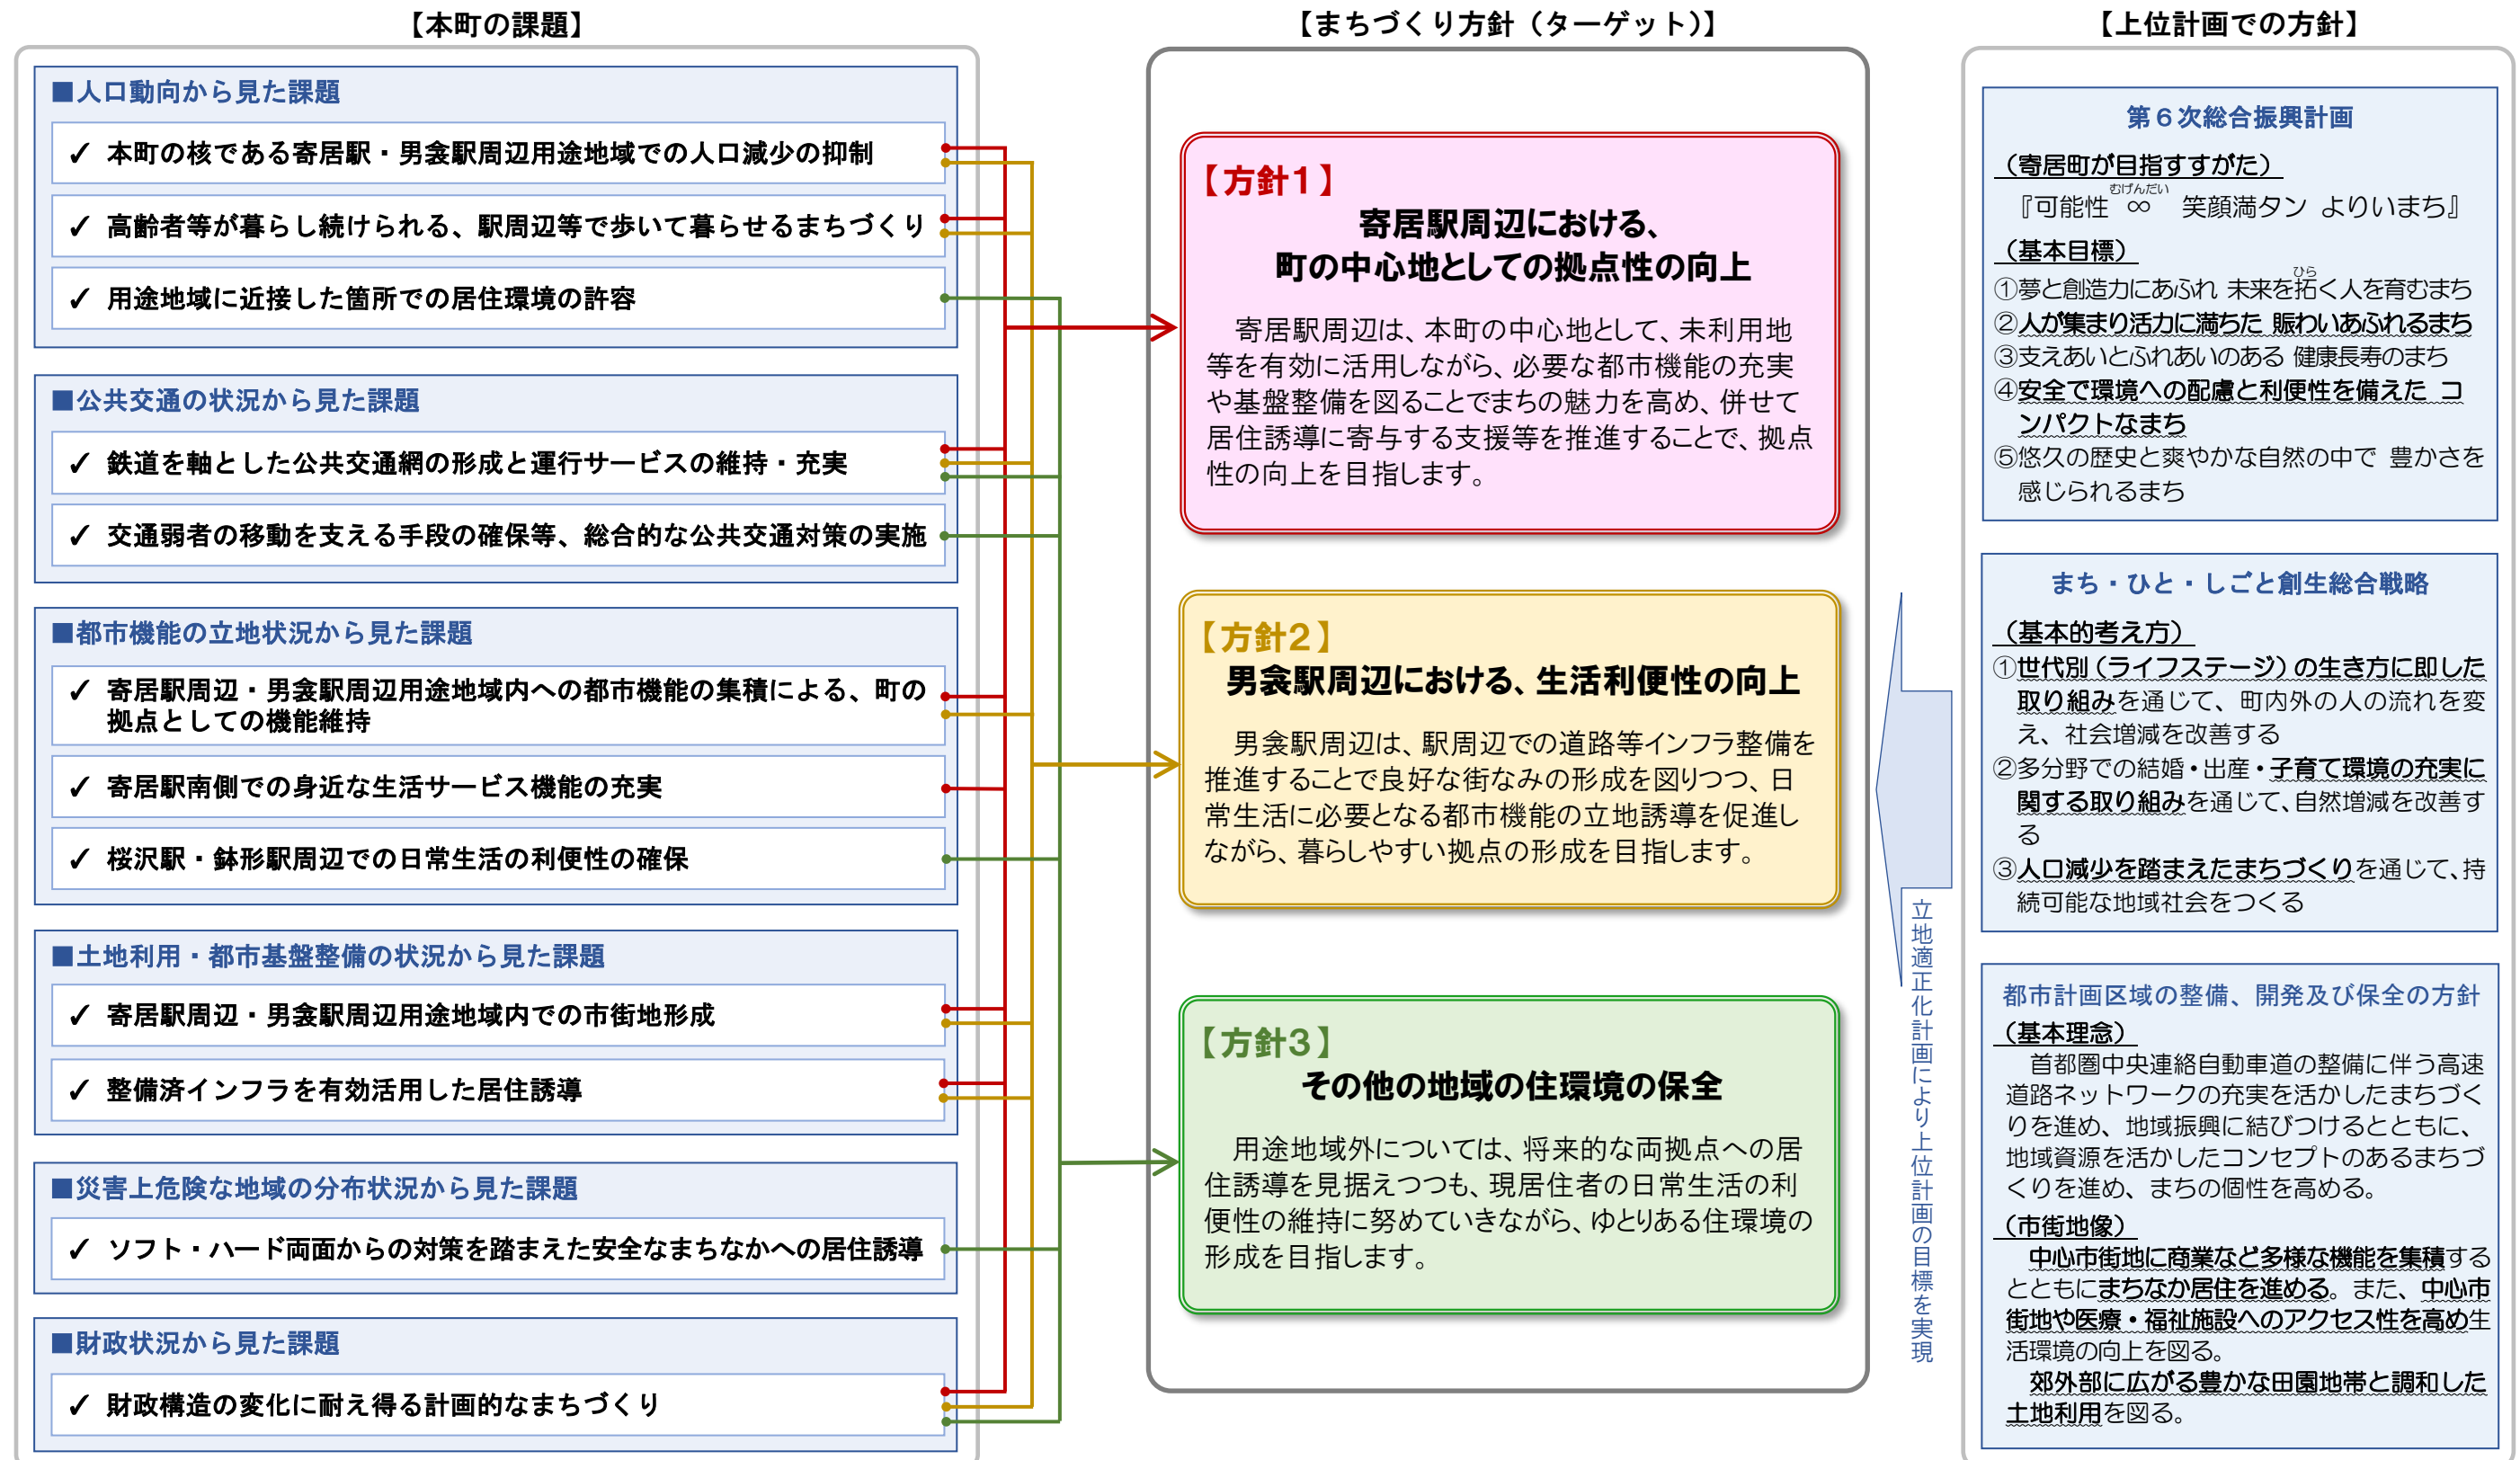 【本町の課題】
■人口動向から見た課題
✓ 本町の核である寄居駅・男衾駅周辺用途地域での人口減少の抑制
✓ 高齢者等が暮らし続けられる、駅周辺等で歩いて暮らせるまちづくり
✓ 用途地域に近接した箇所での居住環境の許容
■公共交通の状況から見た課題
✓ 鉄道を軸とした公共交通網の形成と運行サービスの維持・充実
✓ 交通弱者の移動を支える手段の確保等、総合的な公共交通対策の実施
■都市機能の立地状況から見た課題
✓ 寄居駅周辺・男衾駅周辺用途地域内への都市機能の集積による、町の
拠点としての機能維持
✓ 寄居駅南側での身近な生活サービス機能の充実
✓ 桜沢駅・鉢形駅周辺での日常生活の利便性の確保
■土地利用・都市基盤整備の状況から見た課題
✓ 寄居駅周辺・男衾駅周辺用途地域内での市街地形成
✓ 整備済インフラを有効活用した居住誘導
■災害上危険な地域の分布状況から見た課題
✓ ソフト・ハード両面からの対策を踏まえた安全なまちなかへの居住誘導
■財政状況から見た課題
✓ 財政構造の変化に耐え得る計画的なまちづくり
【まちづくり方針（ターゲット）】
【方針1】
寄居駅周辺における、
町の中心地としての拠点性の向上
寄居駅周辺は、本町の中心地として、未利用地
等を有効に活用しながら、必要な都市機能の充実
や基盤整備を図ることでまちの魅力を高め、併せて
居住誘導に寄与する支援等を推進することで、拠点
性の向上を目指します。
【方針2】
男衾駅周辺における、生活利便性の向上
男衾駅周辺は、駅周辺での道路等インフラ整備を
推進することで良好な街なみの形成を図りつつ、日
常生活に必要となる都市機能の立地誘導を促進し
ながら、暮らしやすい拠点の形成を目指します。
【方針3】
その他の地域の住環境の保全
用途地域外については、将来的な両拠点への居
住誘導を見据えつつも、現居住者の日常生活の利
便性の維持に努めていきながら、ゆとりある住環境の
形成を目指します。
立地適正化計画により上位計画の目標を実現
【上位計画での方針】
第６次総合振興計画
（寄居町が目指すすがた）
むげんだい
『可能性 ∞ 笑顔満タン よりいまち』
（基本目標）
ひら
①夢と創造力にあふれ 未来を拓く人を育むまち
②人が集まり活力に満ちた 賑わいあふれるまち
③支えあいとふれあいのある 健康長寿のまち
④安全で環境への配慮と利便性を備えた コ
ンパクトなまち
⑤悠久の歴史と爽やかな自然の中で 豊かさを
感じられるまち
まち・ひと・しごと創生総合戦略
（基本的考え方）
①世代別（ライフステージ）の生き方に即した
取り組みを通じて、町内外の人の流れを変
え、社会増減を改善する
②多分野での結婚・出産・子育て環境の充実に
関する取り組みを通じて、自然増減を改善す
る
③人口減少を踏まえたまちづくりを通じて、持
続可能な地域社会をつくる
都市計画区域の整備、開発及び保全の方針
（基本理念）
首都圏中央連絡自動車道の整備に伴う高速
道路ネットワークの充実を活かしたまちづく
りを進め、地域振興に結びつけるとともに、
地域資源を活かしたコンセプトのあるまちづ
くりを進め、まちの個性を高める。
（市街地像）
中心市街地に商業など多様な機能を集積する
とともにまちなか居住を進める。また、中心市
街地や医療・福祉施設へのアクセス性を高め生
活環境の向上を図る。
郊外部に広がる豊かな田園地帯と調和した
土地利用を図る。